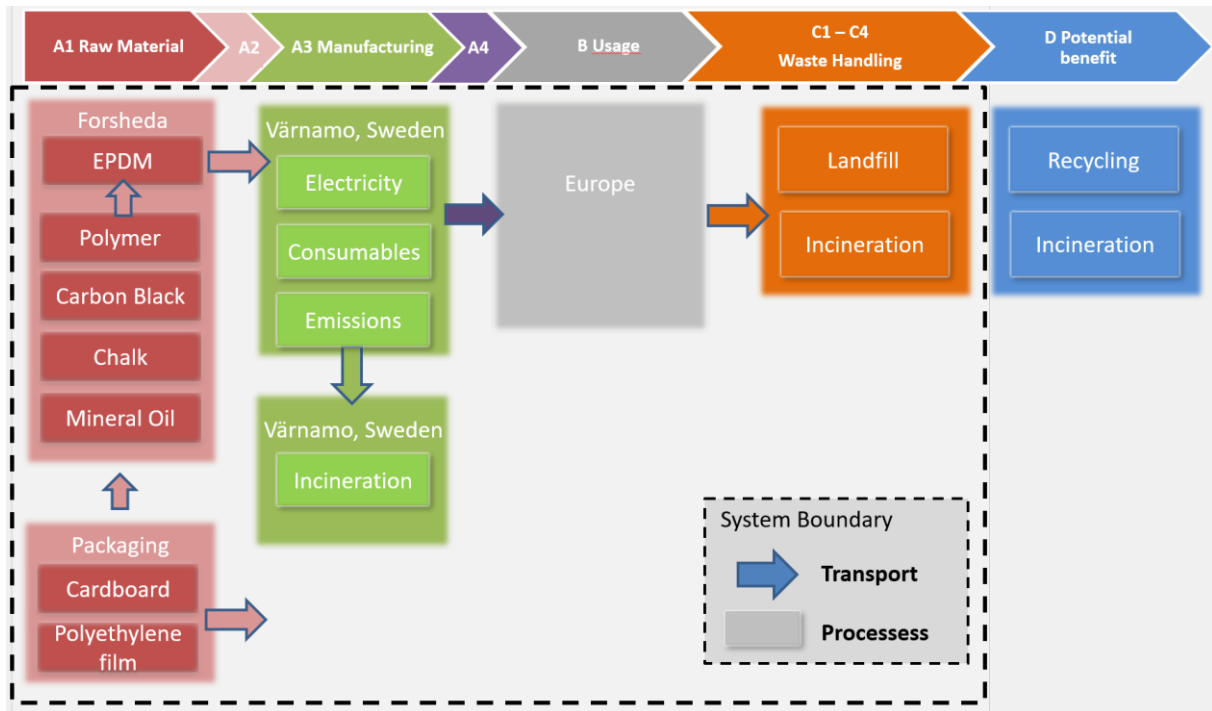 A1 Raw Material
A2
A3 Manufacturing
A4
B Usage
C1 – C4
Waste Handling
D Potential
benefit
Forsheda
EPDM
Polymer
Carbon Black
Chalk
Mineral Oil
Packaging
Cardboard
Polyethylene
film
Värnamo, Sweden
Electricity
Consumables
Emissions
Värnamo, Sweden
Incineration
Europe
Landfill
Incineration
Recycling
Incineration
System Boundary
Transport
Processess